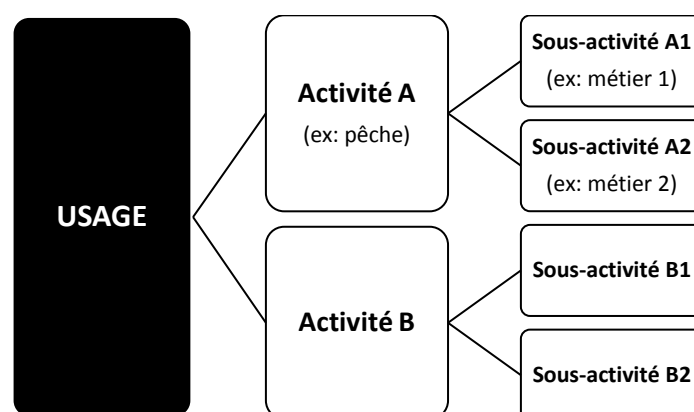 USAGE
Activité A
(ex: pêche)
Sous-activité A1
(ex: métier 1)
Sous-activité A2
(ex: métier 2)
Activité B
Sous-activité B1
Sous-activité B2